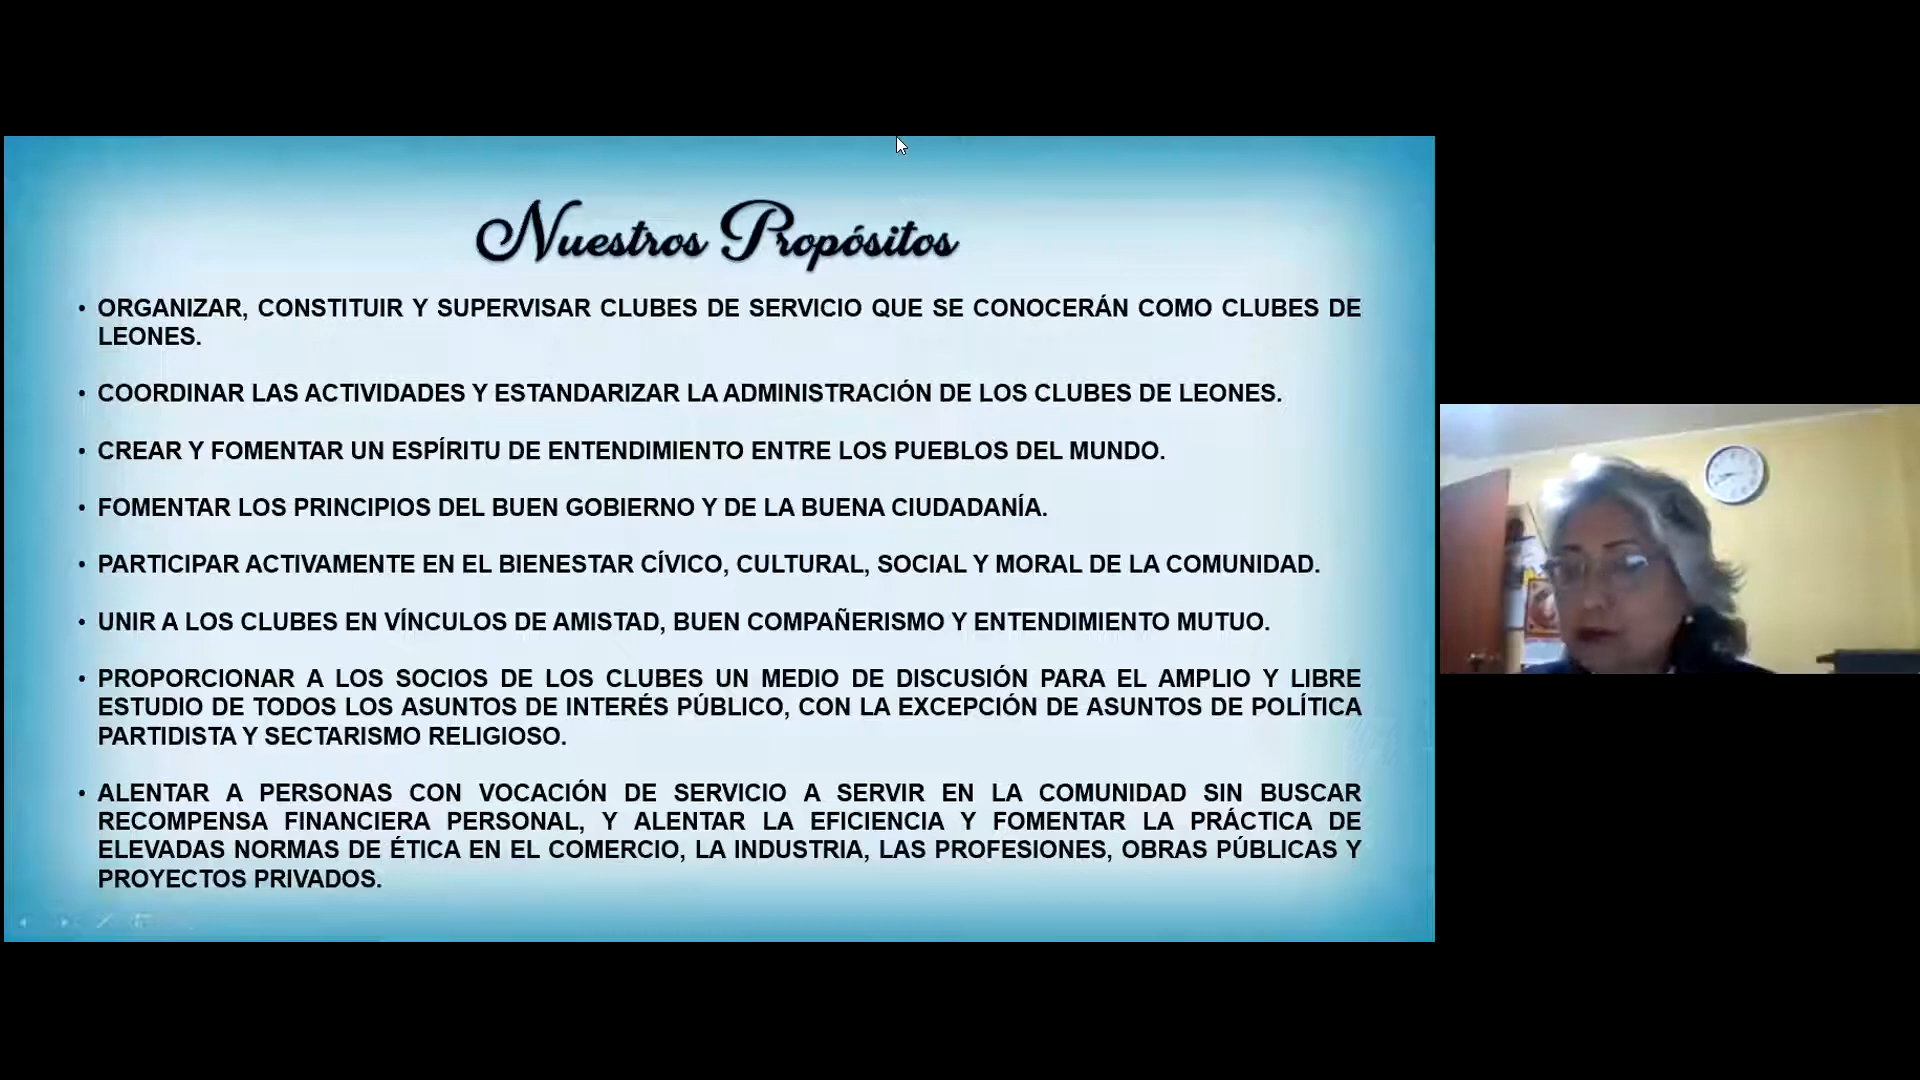 Nuestros Propósitos
• ORGANIZAR, CONSTITUIR Y SUPERVISAR CLUBES DE SERVICIO QUE SE CONOCERÁN COMO CLUBES DE
LEONES.
• COORDINAR LAS ACTIVIDADES Y ESTANDARIZAR LA ADMINISTRACIÓN DE LOS CLUBES DE LEONES.
• CREAR Y FOMENTAR UN ESPÍRITU DE ENTENDIMIENTO ENTRE LOS PUEBLOS DEL MUNDO.
• FOMENTAR LOS PRINCIPIOS DEL BUEN GOBIERNO Y DE LA BUENA CIUDADANÍA.
• PARTICIPAR ACTIVAMENTE EN EL BIENESTAR CÍVICO, CULTURAL, SOCIAL Y MORAL DE LA COMUNIDAD.
• UNIR A LOS CLUBES EN VÍNCULOS DE AMISTAD, BUEN COMPAÑERISMO Y ENTENDIMIENTO MUTUO.
• PROPORCIONAR A LOS SOCIOS DE LOS CLUBES UN MEDIO DE DISCUSIÓN PARA EL AMPLIO Y LIBRE
ESTUDIO DE TODOS LOS ASUNTOS DE INTERÉS PÚBLICO, CON LA EXCEPCIÓN DE ASUNTOS DE POLÍTICA
PARTIDISTA Y SECTARISMO RELIGIOSO.
• ALENTAR A PERSONAS CON VOCACIÓN DE SERVICIO A SERVIR EN LA COMUNIDAD SIN BUSCAR
RECOMPENSA FINANCIERA PERSONAL, Y ALENTAR LA EFICIENCIA Y FOMENTAR LA PRÁCTICA DE
ELEVADAS NORMAS DE ÉTICA EN EL COMERCIO, LA INDUSTRIA, LAS PROFESIONES, OBRAS PÚBLICAS Y
PROYECTOS PRIVADOS.